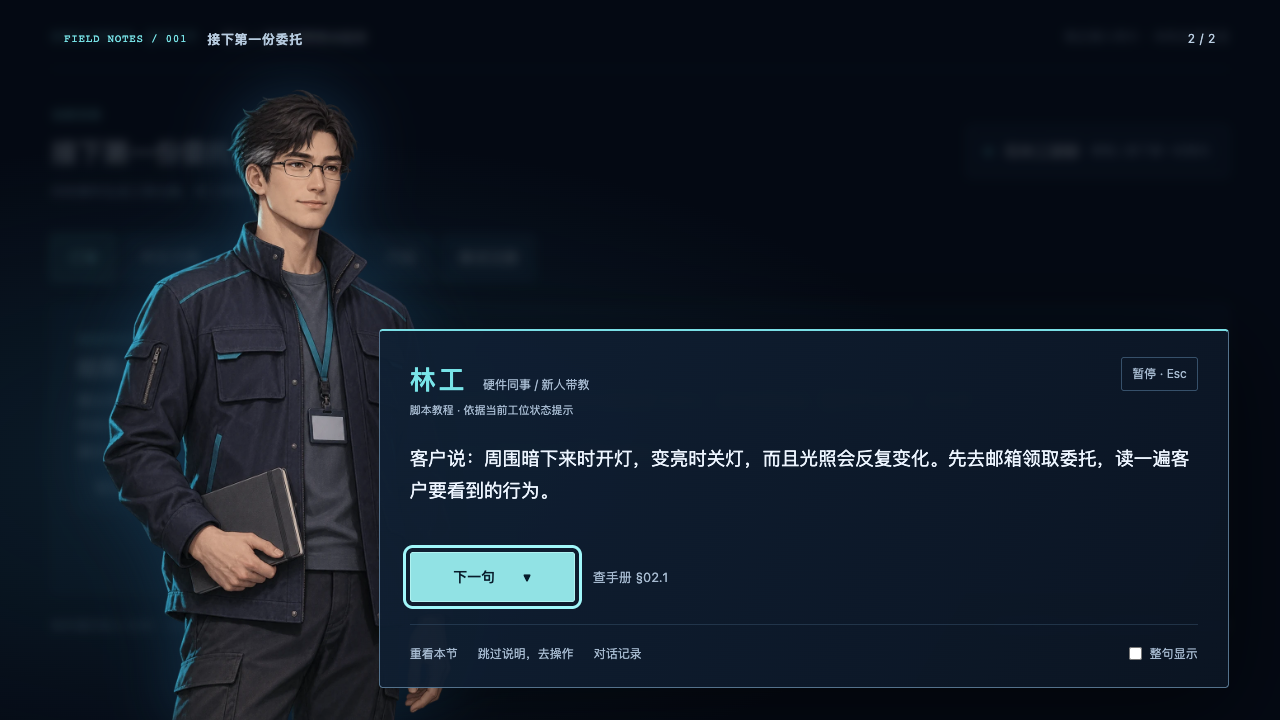 FIELD NOTES / 001 接下第一份委托 2 / 2
林工 硬件同事 / 新人带教 暂停 · Esc
脚本教程 · 依据当前工位状态提示
客户说：周围暗下来时开灯，变亮时关灯，而且光照会反复变化。先去邮箱领取委托，读一遍客
户要看到的行为。
下一句 ▼ 查手册 §02.1
重看本节 跳过说明，去操作 对话记录 整句显示